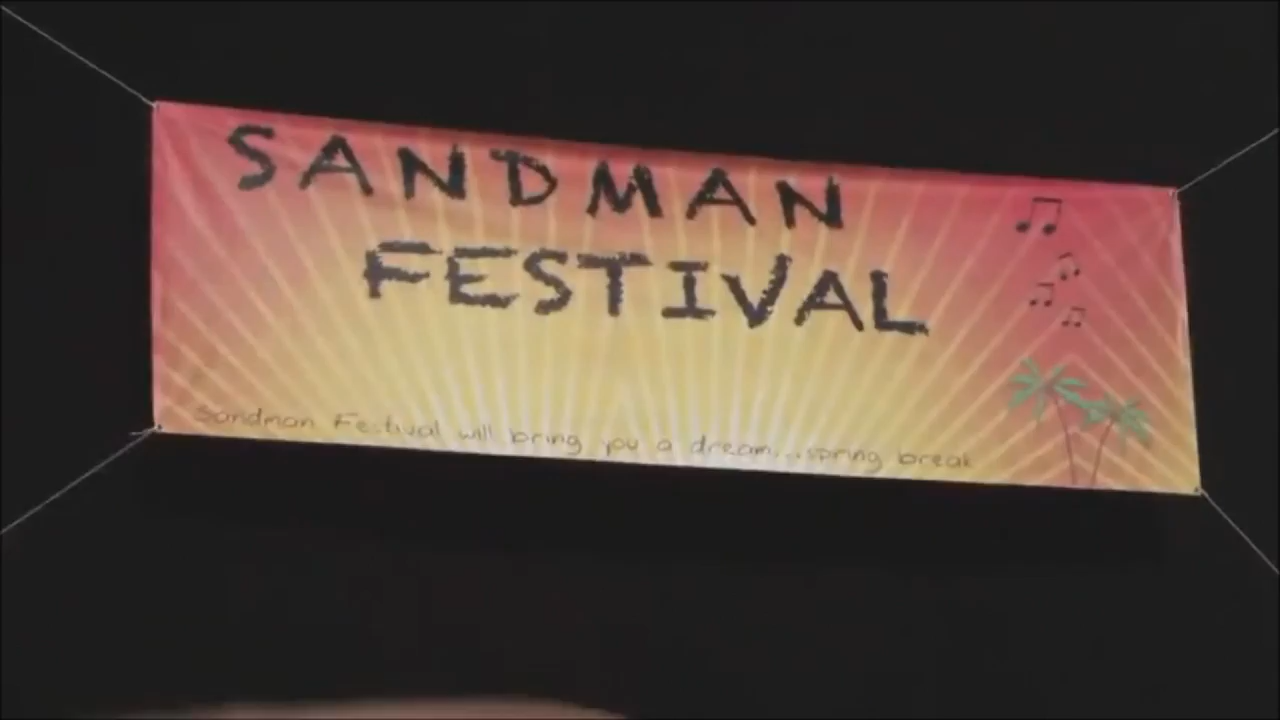 SANDMAN
FESTIVAL
Sandman Festival will bring you a dream...spring break